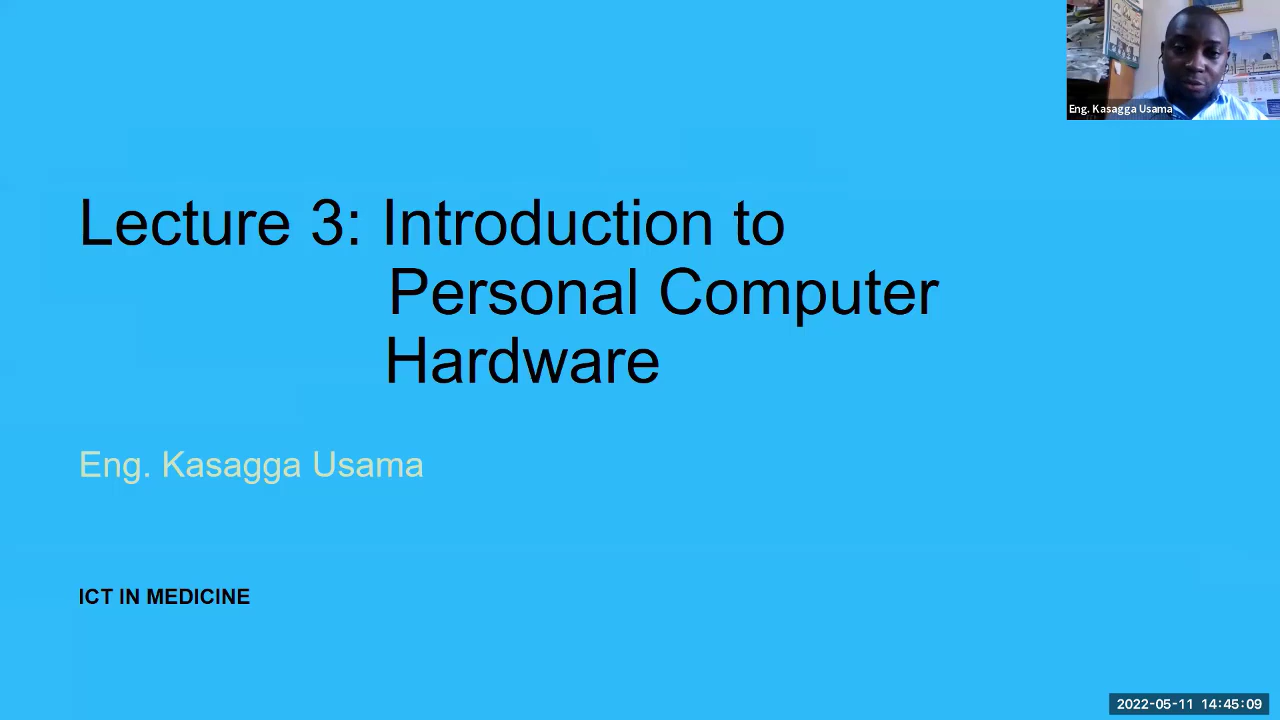 Eng. Kasagga Usama
Lecture 3: Introduction to
Personal Computer
Hardware
Eng. Kasagga Usama
ICT IN MEDICINE
2022-05-11 14:45:09